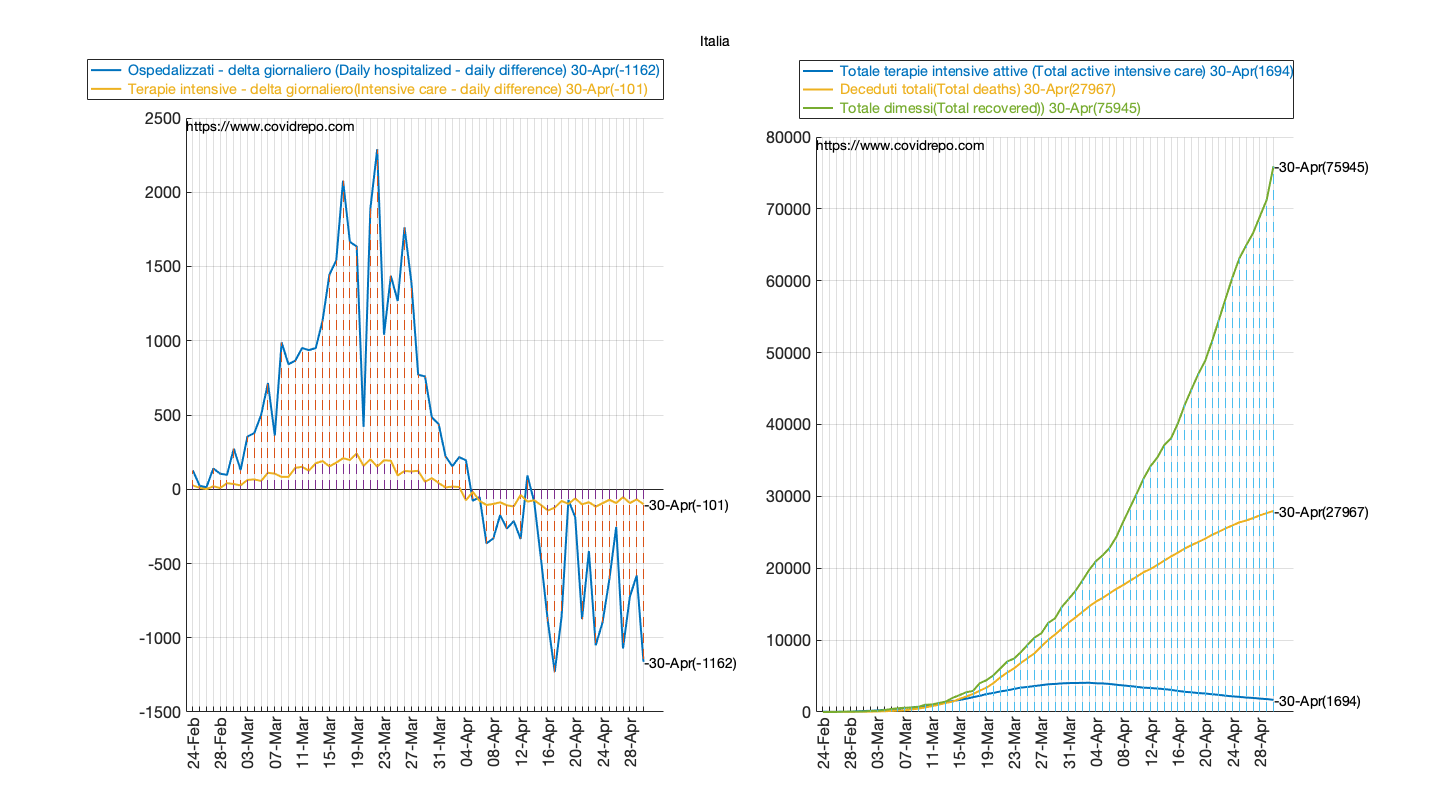 Italia
Ospedalizzati - delta giornaliero (Daily hospitalized - daily difference) 30-Apr(-1162)
Terapie intensive - delta giornaliero(Intensive care - daily difference) 30-Apr(-101)
https://www.covidrepo.com
2500
2000
1500
1000
500
0
-500
-1000
-1500
-30-Apr(-101)
-30-Apr(-1162)
24-Feb
28-Feb
03-Mar
07-Mar
11-Mar
15-Mar
19-Mar
23-Mar
27-Mar
31-Mar
04-Apr
08-Apr
12-Apr
16-Apr
20-Apr
24-Apr
28-Apr
Totale terapie intensive attive (Total active intensive care) 30-Apr(1694)
Deceduti totali(Total deaths) 30-Apr(27967)
Totale dimessi(Total recovered)) 30-Apr(75945)
https://www.covidrepo.com
80000
70000
60000
50000
40000
30000
20000
10000
0
-30-Apr(75945)
-30-Apr(27967)
-30-Apr(1694)
24-Feb
28-Feb
03-Mar
07-Mar
11-Mar
15-Mar
19-Mar
23-Mar
27-Mar
31-Mar
04-Apr
08-Apr
12-Apr
16-Apr
20-Apr
24-Apr
28-Apr